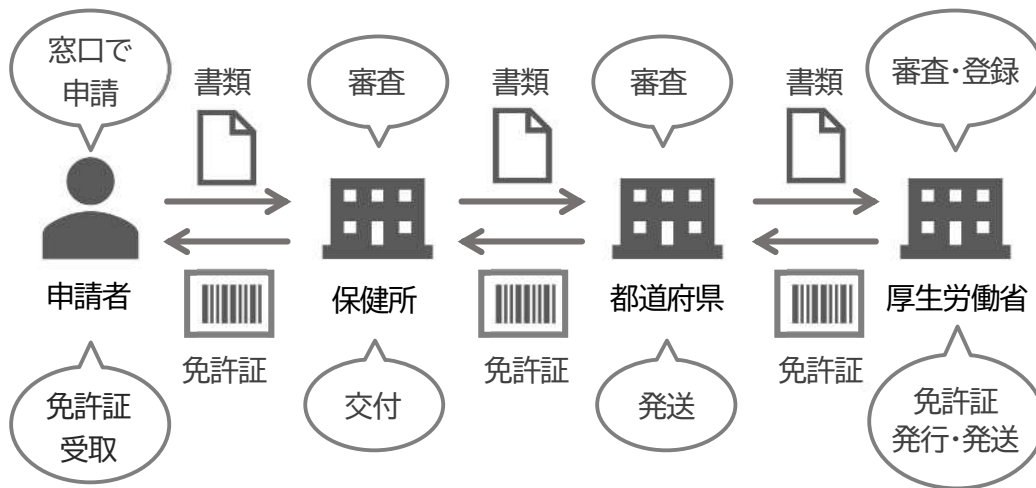 窓口で
申請
書類
審査
書類
審査
書類
審査・登録
申請者
保健所
都道府県
厚生労働省
免許証
受取
免許証
交付
免許証
発送
免許証
免許証
発行・発送